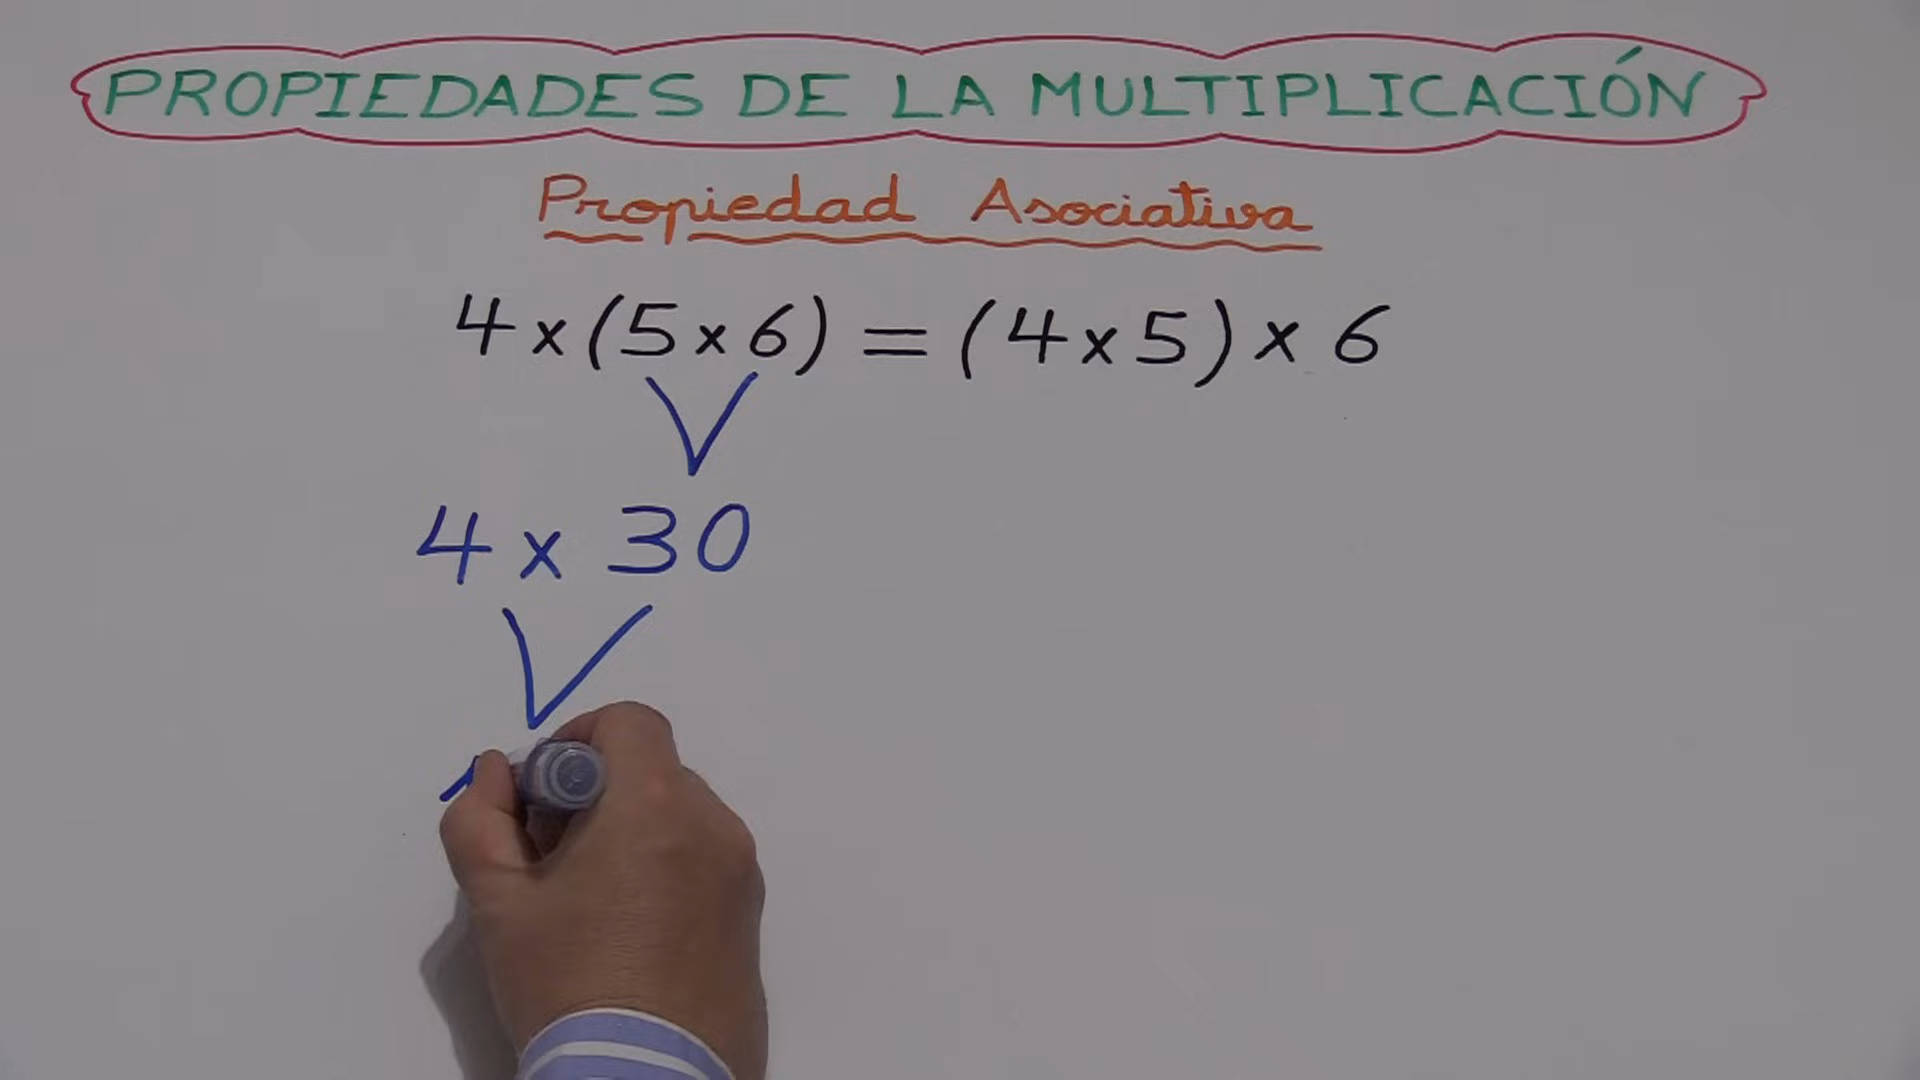 PROPIEDADES DE LA MULTIPLICACIÓN
Propiedad Asociativa
4 x (5 x 6) = (4 x 5) x 6
4 x 30